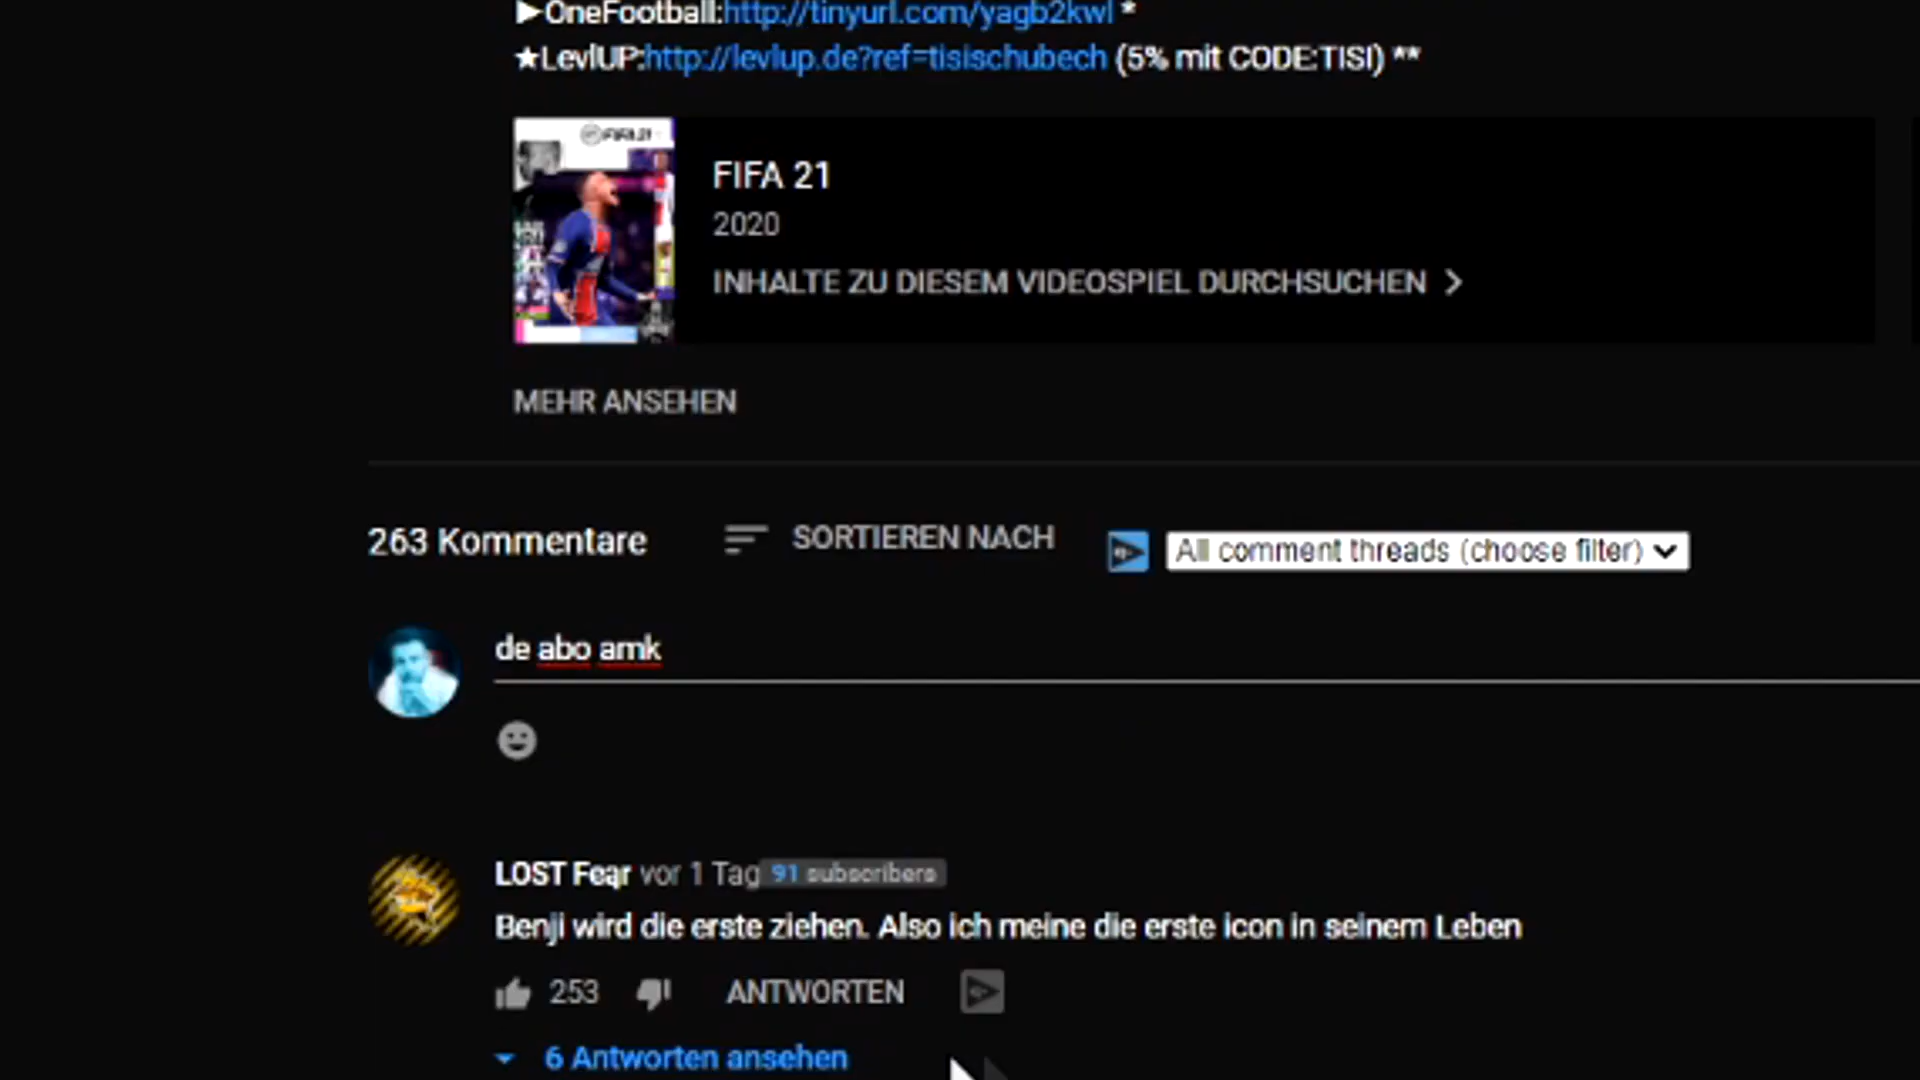 ▶OneFootball:http://tinyurl.com/yagb2kwl *
★LevlUP:http://levlup.de?ref=tisischubech (5% mit CODE:TISI) **
FIFA 21
FIFA 21
2020
INHALTE ZU DIESEM VIDEOSPIEL DURCHSUCHEN
MEHR ANSEHEN
263 Kommentare SORTIEREN NACH All comment threads (choose filter)
de abo amk
LOST Feąr vor 1 Tag 91 subscribers
Benji wird die erste ziehen. Also ich meine die erste icon in seinem Leben
253 ANTWORTEN
6 Antworten ansehen